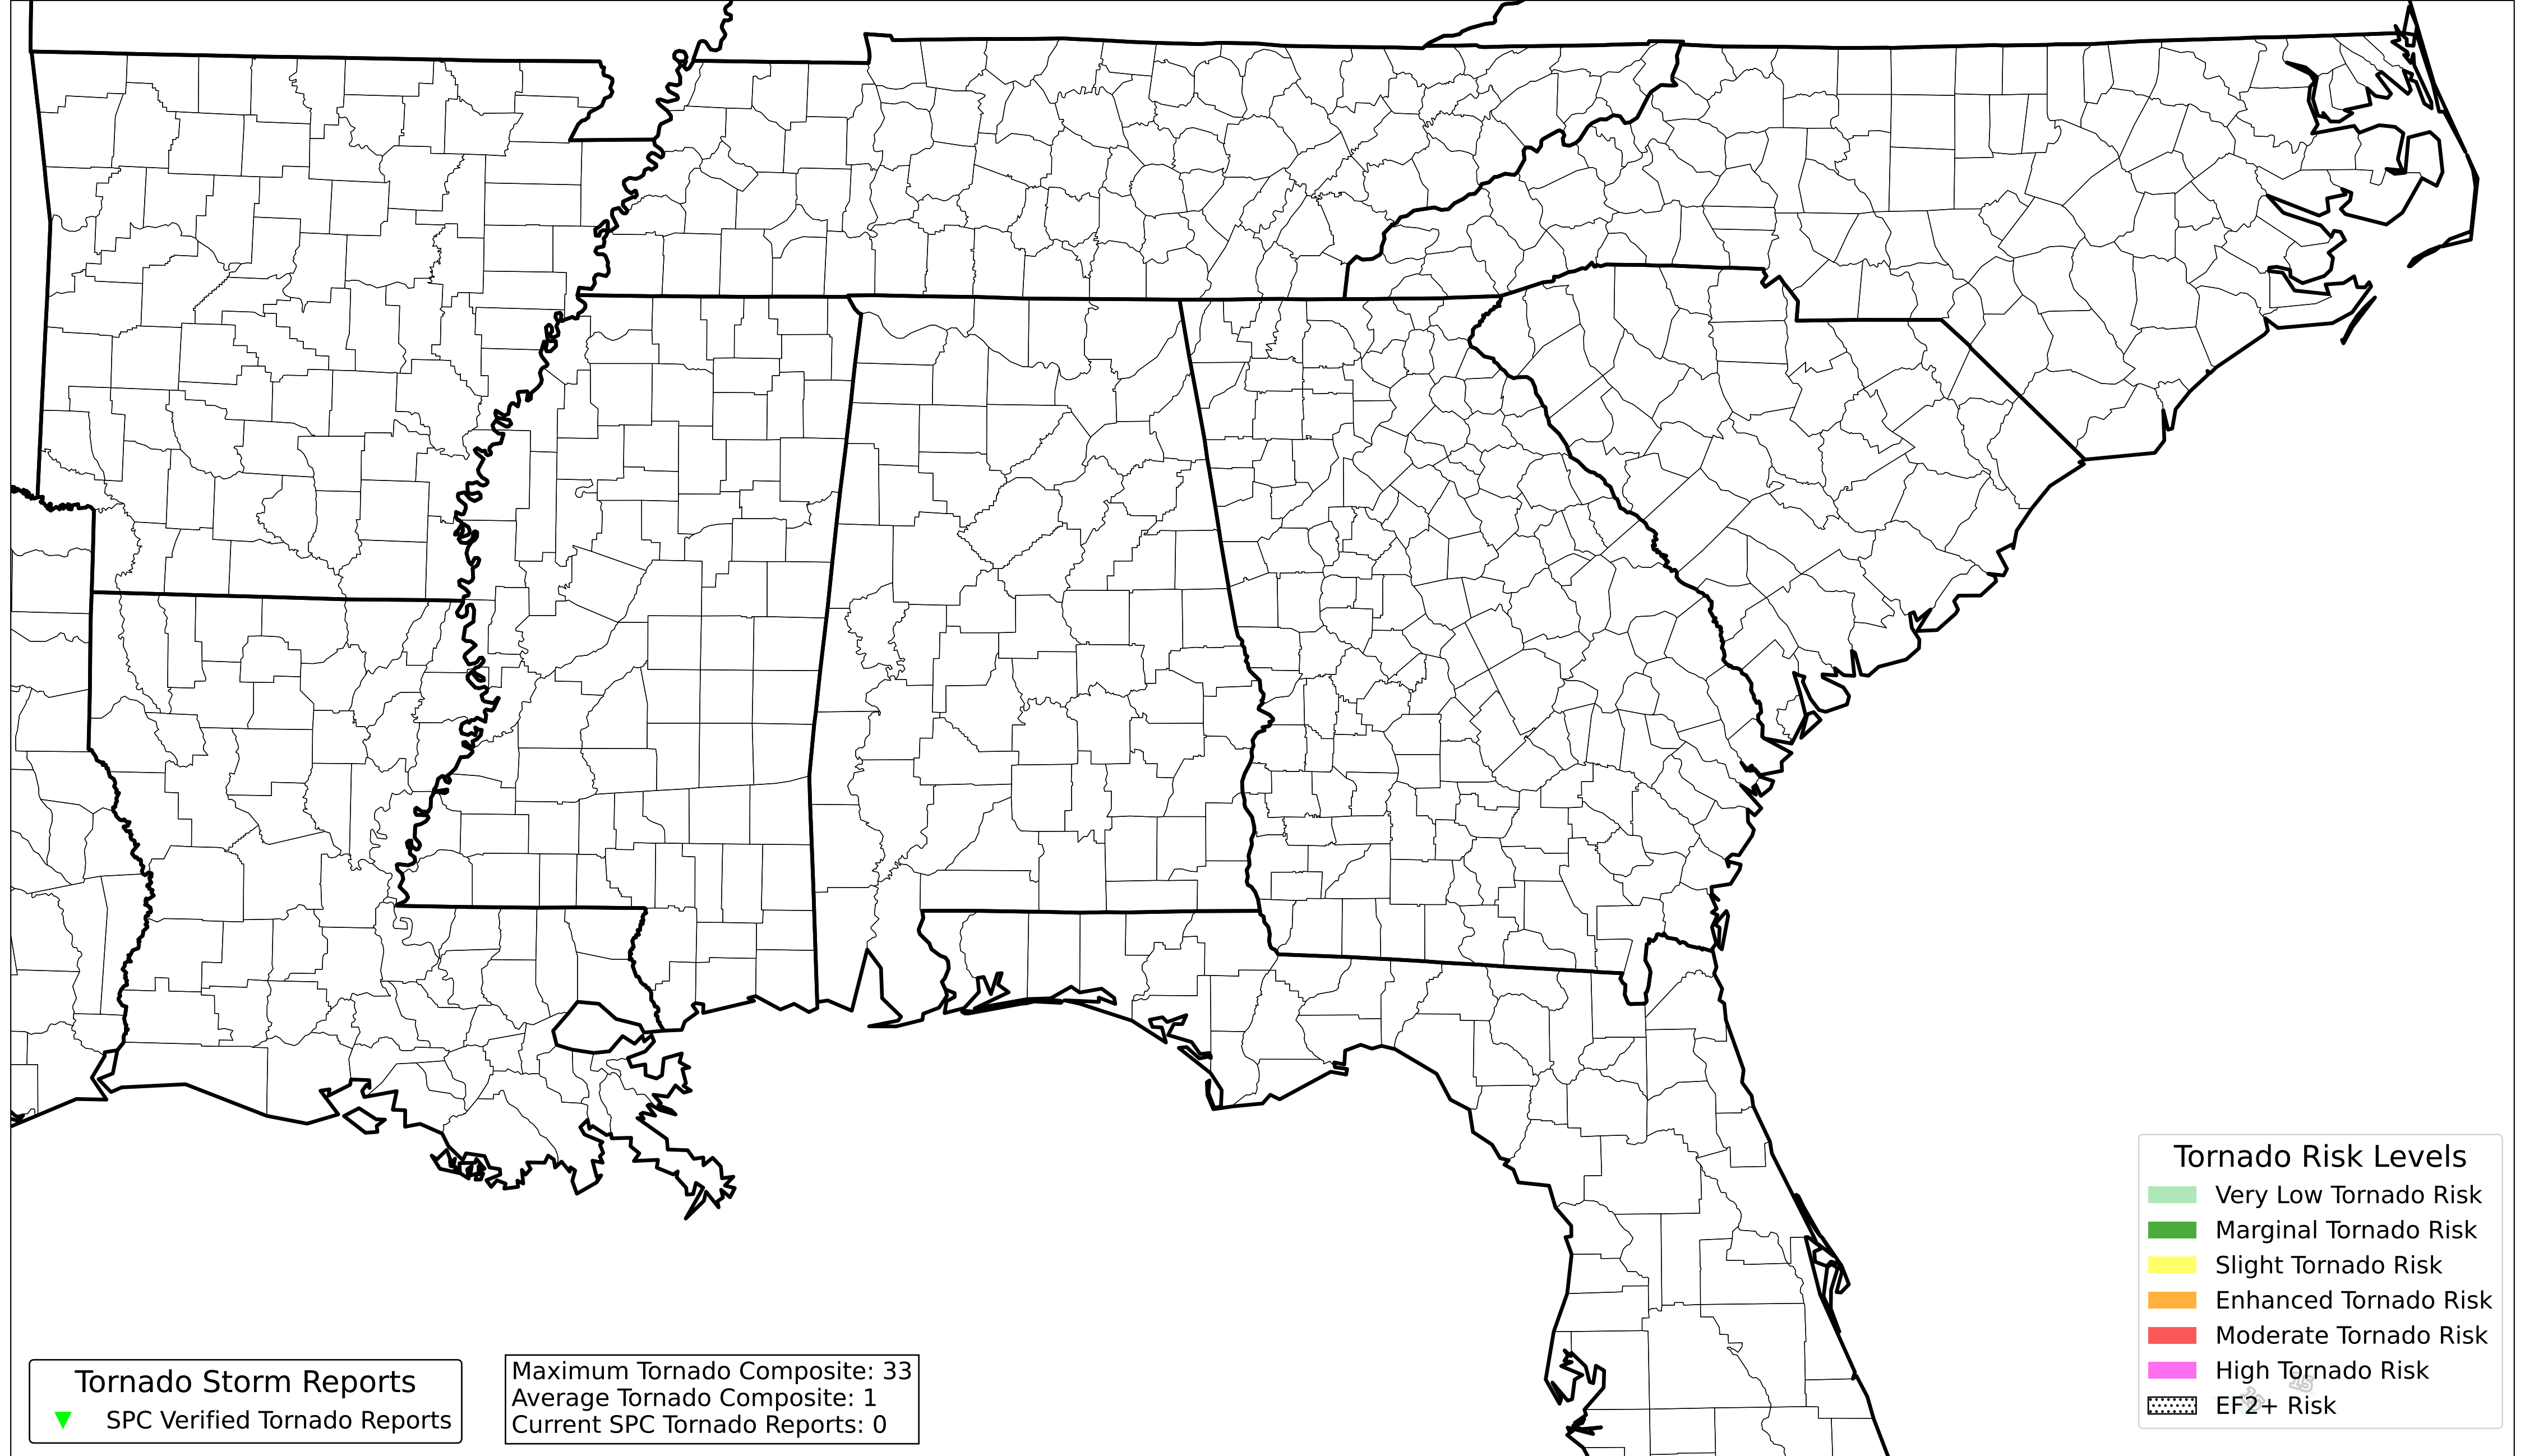 Tornado Storm Reports
SPC Verified Tornado Reports
Maximum Tornado Composite: 33
Average Tornado Composite: 1
Current SPC Tornado Reports: 0
Tornado Risk Levels
Very Low Tornado Risk
Marginal Tornado Risk
Slight Tornado Risk
Enhanced Tornado Risk
Moderate Tornado Risk
High Tornado Risk
15
15
EF2+ Risk